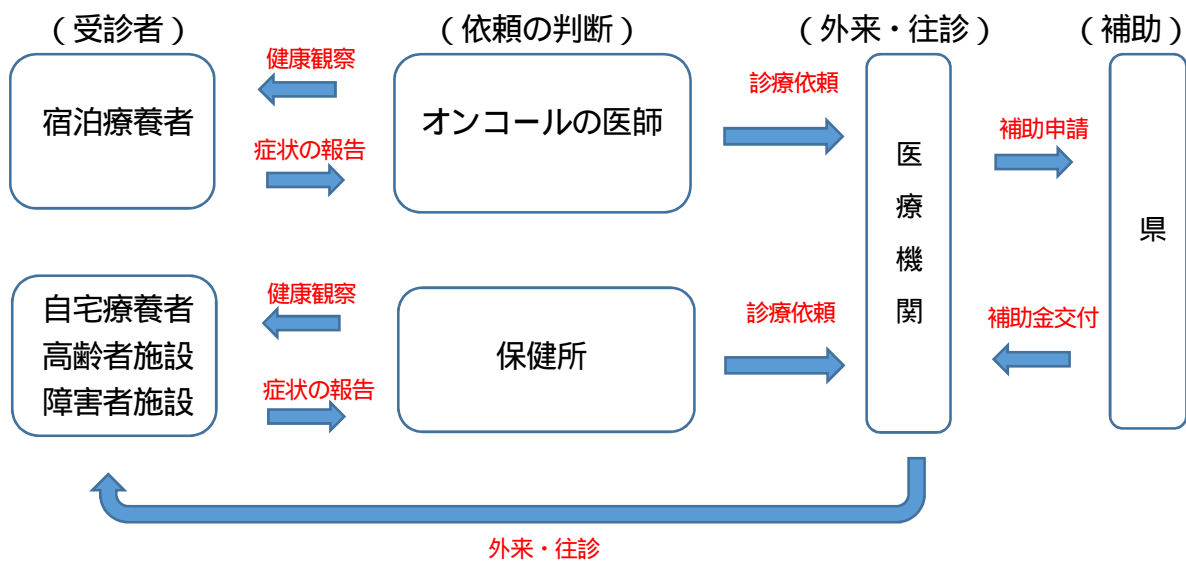 (受診者)
(依頼の判断)
(外来・往診)
(補助)
健康観察
宿泊療養者
症状の報告
オンコールの医師
診療依頼
医療機関
補助申請
県
補助金交付
自宅療養者
高齢者施設
障害者施設
健康観察
症状の報告
保健所
診療依頼
外来・往診